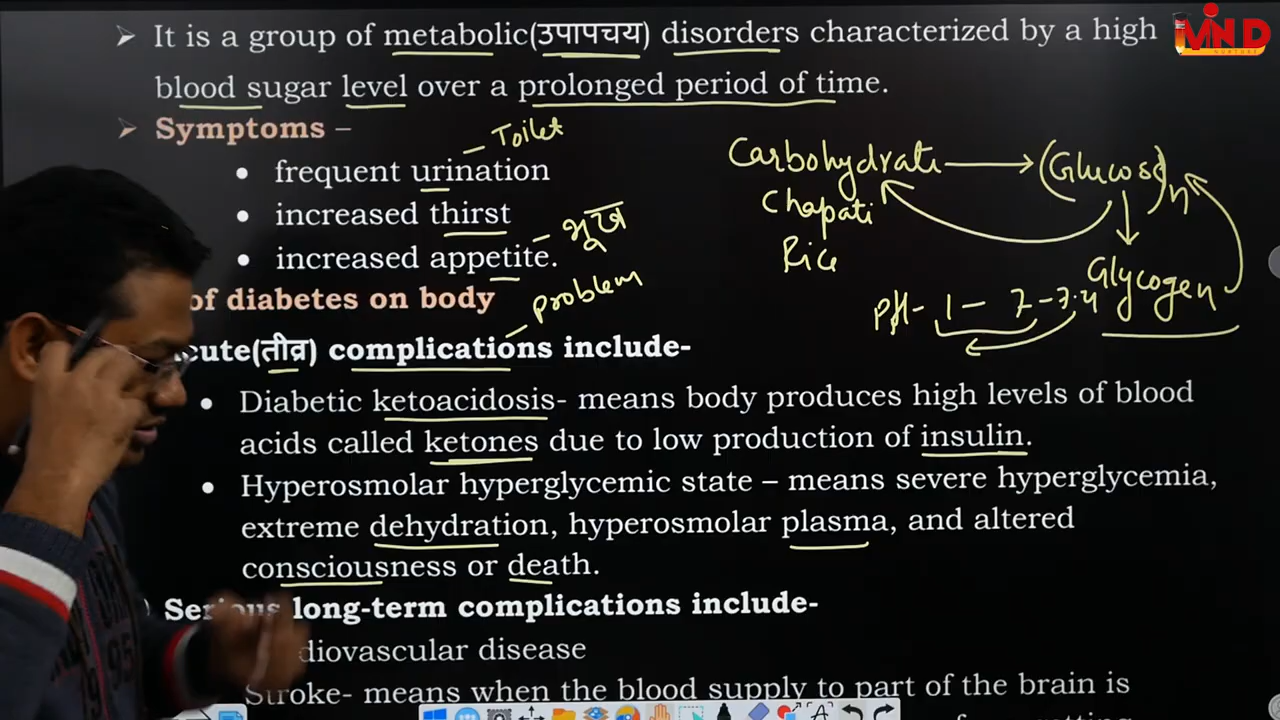 ➤ It is a group of metabolic(उपापचय) disorders characterized by a high
blood sugar level over a prolonged period of time.
➤ Symptoms –
• frequent urination
– Toilet
• increased thirst
• increased appetite.
– भूख
of diabetes on body
cute(तीव्र) complications include-
– Problem
• Diabetic ketoacidosis- means body produces high levels of blood
acids called ketones due to low production of insulin.
• Hyperosmolar hyperglycemic state – means severe hyperglycemia,
extreme dehydration, hyperosmolar plasma, and altered
consciousness or death.
) Serious long-term complications include-
diovascular disease
Stroke- means when the blood supply to part of the brain is
Carbohydrate → (Glucose)n
Chapati
Rice
Glycogen
PH- 1 – 7 – 7.4
MIND
NURTURE